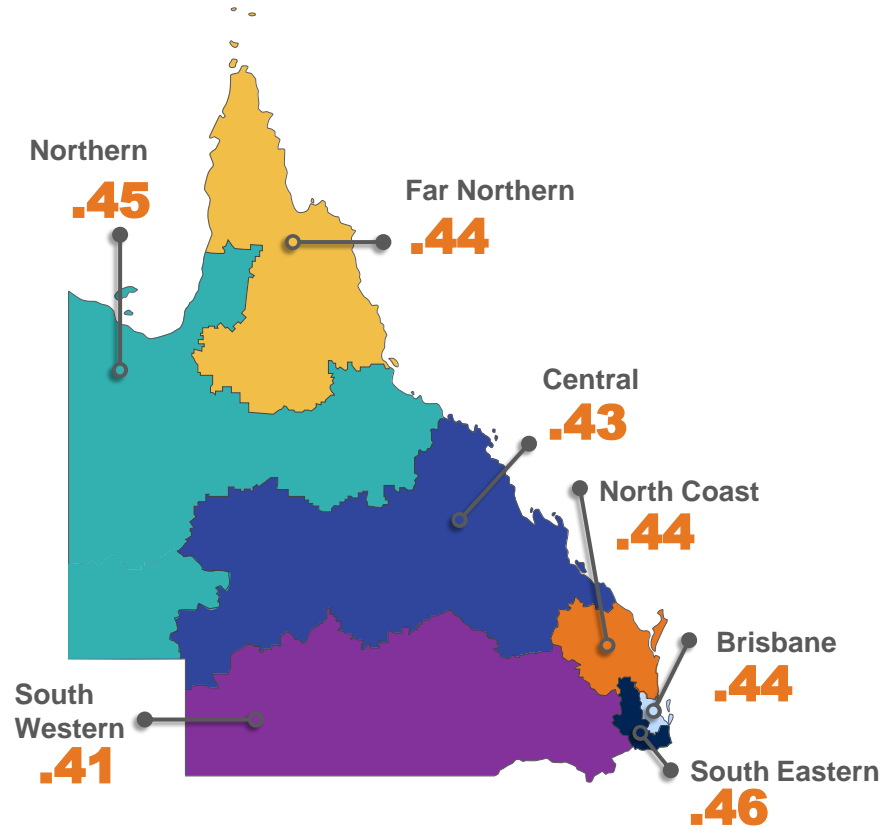 Northern
.45
Far Northern
.44
Central
.43
North Coast
.44
Brisbane
.44
South
Western
.41
South Eastern
.46